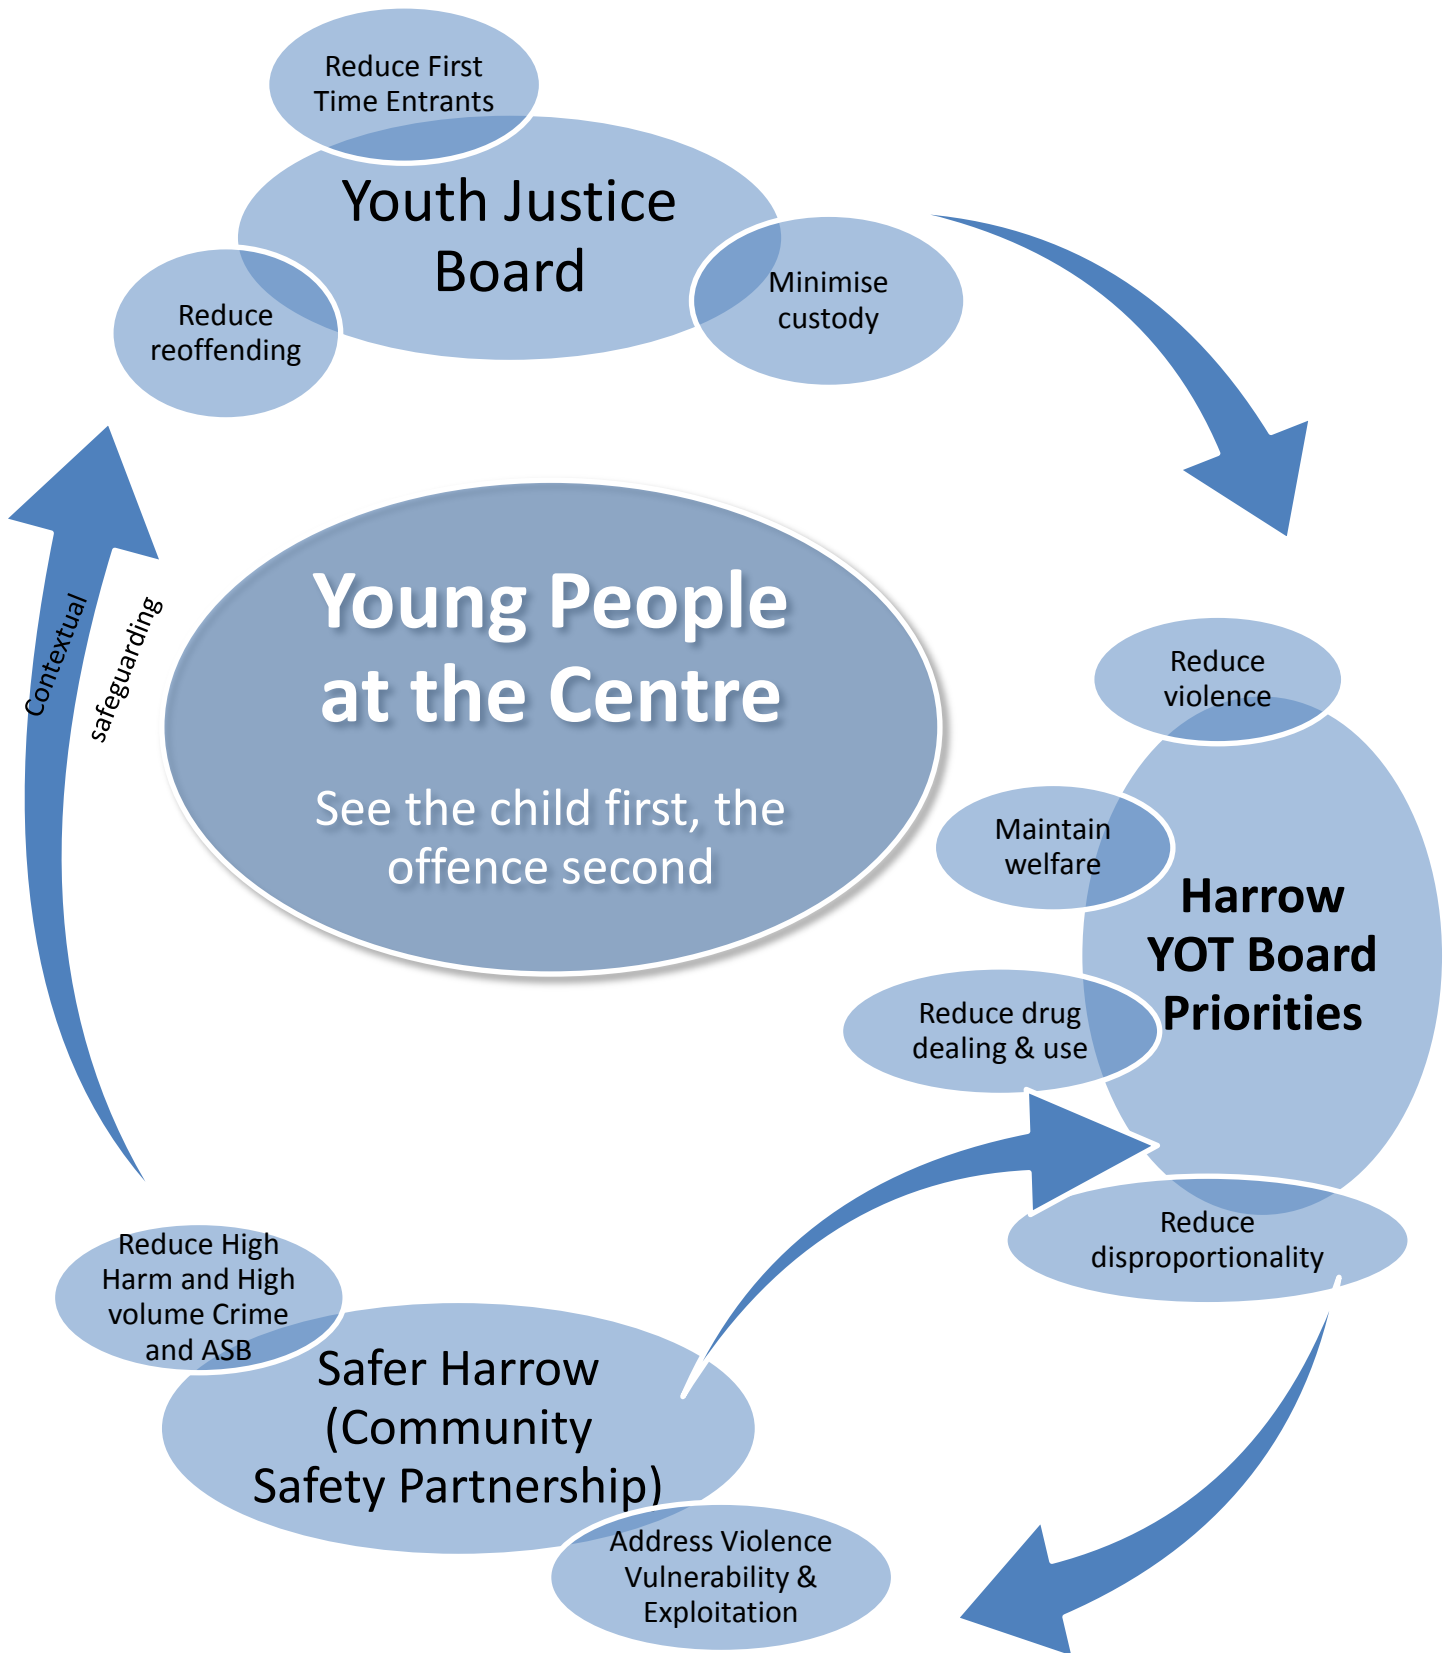 Reduce First
Time Entrants
Youth Justice
Board
Minimise
custody
Reduce
reoffending
Contextual
safeguarding
Young People
at the Centre
See the child first, the
offence second
Reduce
violence
Maintain
welfare
Harrow
YOT Board
Priorities
Reduce drug
dealing & use
Reduce
disproportionality
Reduce High
Harm and High
volume Crime
and ASB
Safer Harrow
(Community
Safety Partnership)
Address Violence
Vulnerability &
Exploitation